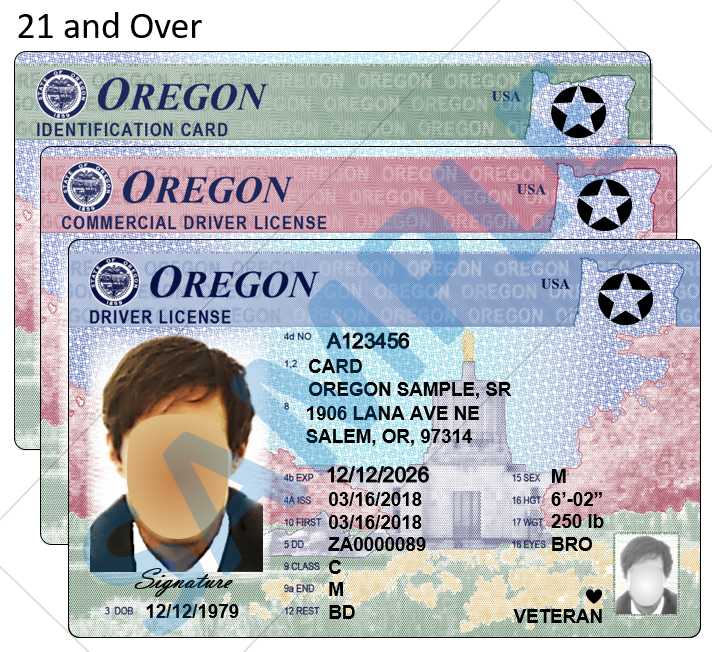 21 and Over
OREGON
USA
IDENTIFICATION CARD
OREGON
USA
COMMERCIAL DRIVER LICENSE
OREGON
USA
DRIVER LICENSE
4d NO A123456
1,2 CARD
OREGON SAMPLE, SR
8 1906 LANA AVE NE
SALEM, OR, 97314
4b EXP 12/12/2026 15 SEX M
4A ISS 03/16/2018 16 HGT 6'-02”
10 FIRST 03/16/2018 17 WGT 250 lb
5 DD ZA0000089 18 EYES BRO
9 CLASS C
Signature
9a END M
3 DOB 12/12/1979 12 REST BD
VETERAN
SAMPLE
STATE OF OREGON
1859